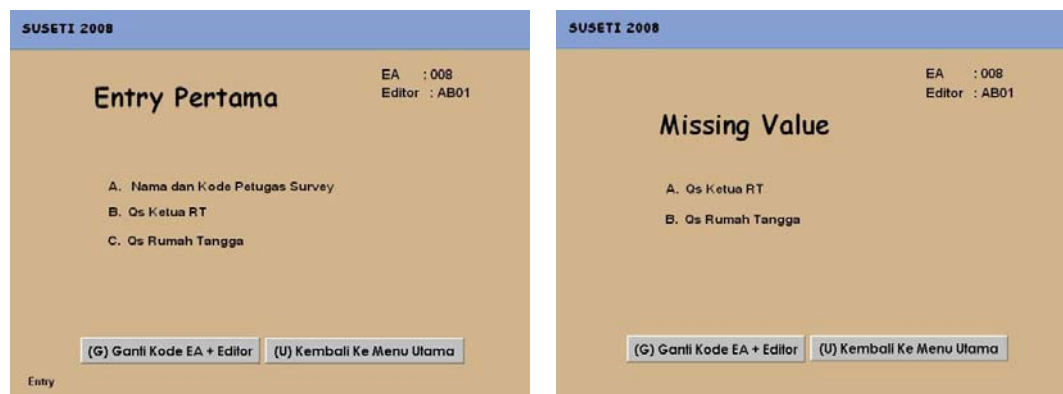 SUSETI 2008
EA : 008
Editor : AB01
Entry Pertama
A. Nama dan Kode Petugas Survey
B. Qs Ketua RT
C. Qs Rumah Tangga
(G) Ganti Kode EA + Editor
(U) Kembali Ke Menu Utama
Entry
SUSETI 2008
EA : 008
Editor : AB01
Missing Value
A. Qs Ketua RT
B. Qs Rumah Tangga
(G) Ganti Kode EA + Editor
(U) Kembali Ke Menu Utama